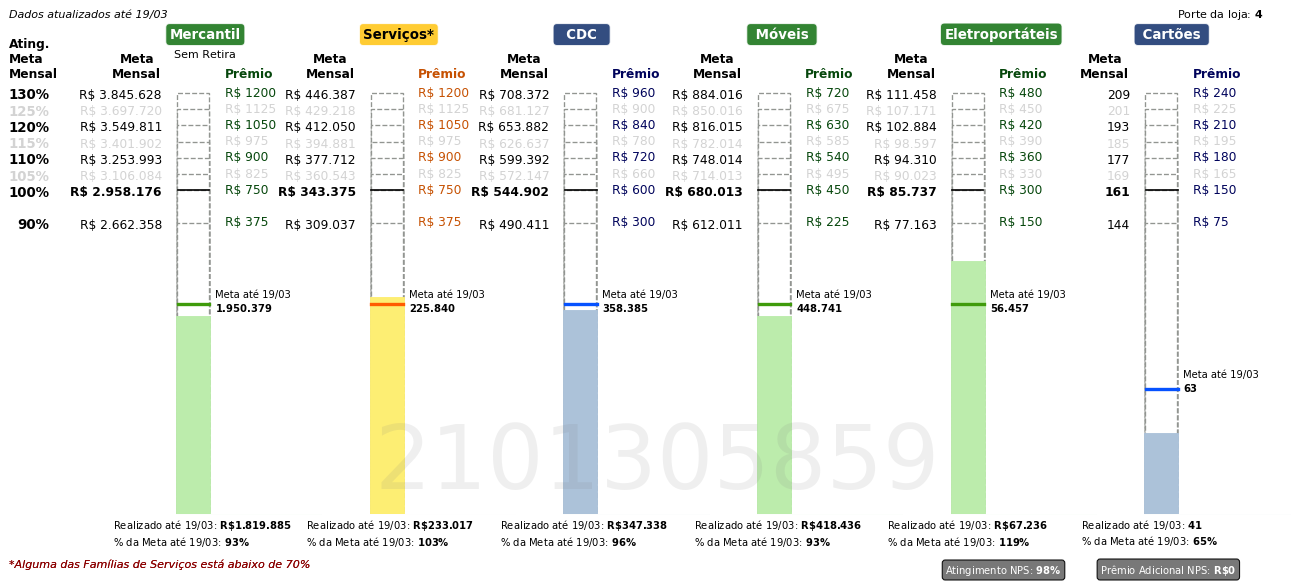 Dados atualizados até 19/03
Porte da loja: 4
Mercantil Serviços* CDC Móveis Eletroportáteis Cartões
Sem Retira
Ating. Meta Mensal
Meta Mensal Prêmio Meta Mensal Prêmio Meta Mensal Prêmio Meta Mensal Prêmio Meta Mensal Prêmio Meta Mensal Prêmio
130% R$ 3.845.628 R$ 1200 R$ 446.387 R$ 1200 R$ 708.372 R$ 960 R$ 884.016 R$ 720 R$ 111.458 R$ 480 209 R$ 240
125% R$ 3.697.720 R$ 1125 R$ 429.218 R$ 1125 R$ 681.127 R$ 900 R$ 850.016 R$ 675 R$ 107.171 R$ 450 201 R$ 225
120% R$ 3.549.811 R$ 1050 R$ 412.050 R$ 1050 R$ 653.882 R$ 840 R$ 816.015 R$ 630 R$ 102.884 R$ 420 193 R$ 210
115% R$ 3.401.902 R$ 975 R$ 394.881 R$ 975 R$ 626.637 R$ 780 R$ 782.014 R$ 585 R$ 98.597 R$ 390 185 R$ 195
110% R$ 3.253.993 R$ 900 R$ 377.712 R$ 900 R$ 599.392 R$ 720 R$ 748.014 R$ 540 R$ 94.310 R$ 360 177 R$ 180
105% R$ 3.106.084 R$ 825 R$ 360.543 R$ 825 R$ 572.147 R$ 660 R$ 714.013 R$ 495 R$ 90.023 R$ 330 169 R$ 165
100% R$ 2.958.176 R$ 750 R$ 343.375 R$ 750 R$ 544.902 R$ 600 R$ 680.013 R$ 450 R$ 85.737 R$ 300 161 R$ 150
90% R$ 2.662.358 R$ 375 R$ 309.037 R$ 375 R$ 490.411 R$ 300 R$ 612.011 R$ 225 R$ 77.163 R$ 150 144 R$ 75
Meta até 19/03 Meta até 19/03 Meta até 19/03 Meta até 19/03 Meta até 19/03
1.950.379 225.840 358.385 448.741 56.457
Meta até 19/03
63
2101305859
Realizado até 19/03: R$1.819.885 Realizado até 19/03: R$233.017 Realizado até 19/03: R$347.338 Realizado até 19/03: R$418.436 Realizado até 19/03: R$67.236 Realizado até 19/03: 41
% da Meta até 19/03: 93% % da Meta até 19/03: 103% % da Meta até 19/03: 96% % da Meta até 19/03: 93% % da Meta até 19/03: 119% % da Meta até 19/03: 65%
*Alguma das Famílias de Serviços está abaixo de 70%
Atingimento NPS: 98% Prêmio Adicional NPS: R$0